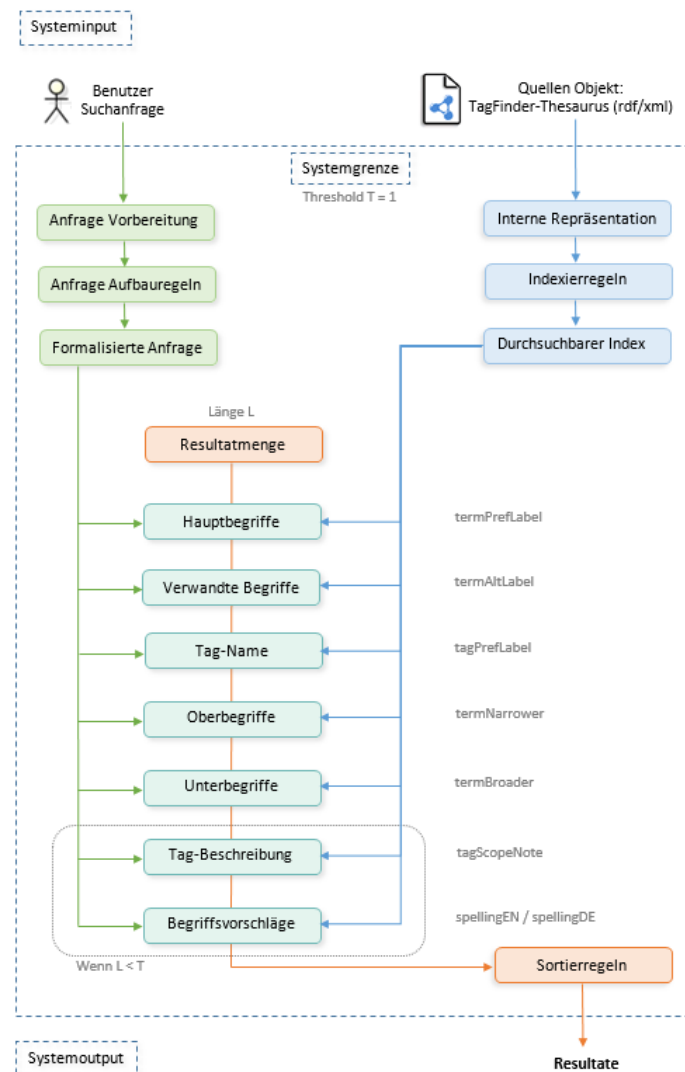 Systeminput
Benutzer
Suchanfrage
Quellen Objekt:
TagFinder-Thesaurus (rdf/xml)
Systemgrenze
Threshold T = 1
Anfrage Vorbereitung
Interne Repräsentation
Anfrage Aufbauregeln
Indexierregeln
Formalisierte Anfrage
Durchsuchbarer Index
Länge L
Resultatmenge
Hauptbegriffe
termPrefLabel
Verwandte Begriffe
termAltLabel
Tag-Name
tagPrefLabel
Oberbegriffe
termNarrower
Unterbegriffe
termBroader
Tag-Beschreibung
tagScopeNote
Begriffsvorschläge
spellingEN / spellingDE
Wenn L < T
Sortierregeln
Systemoutput
Resultate